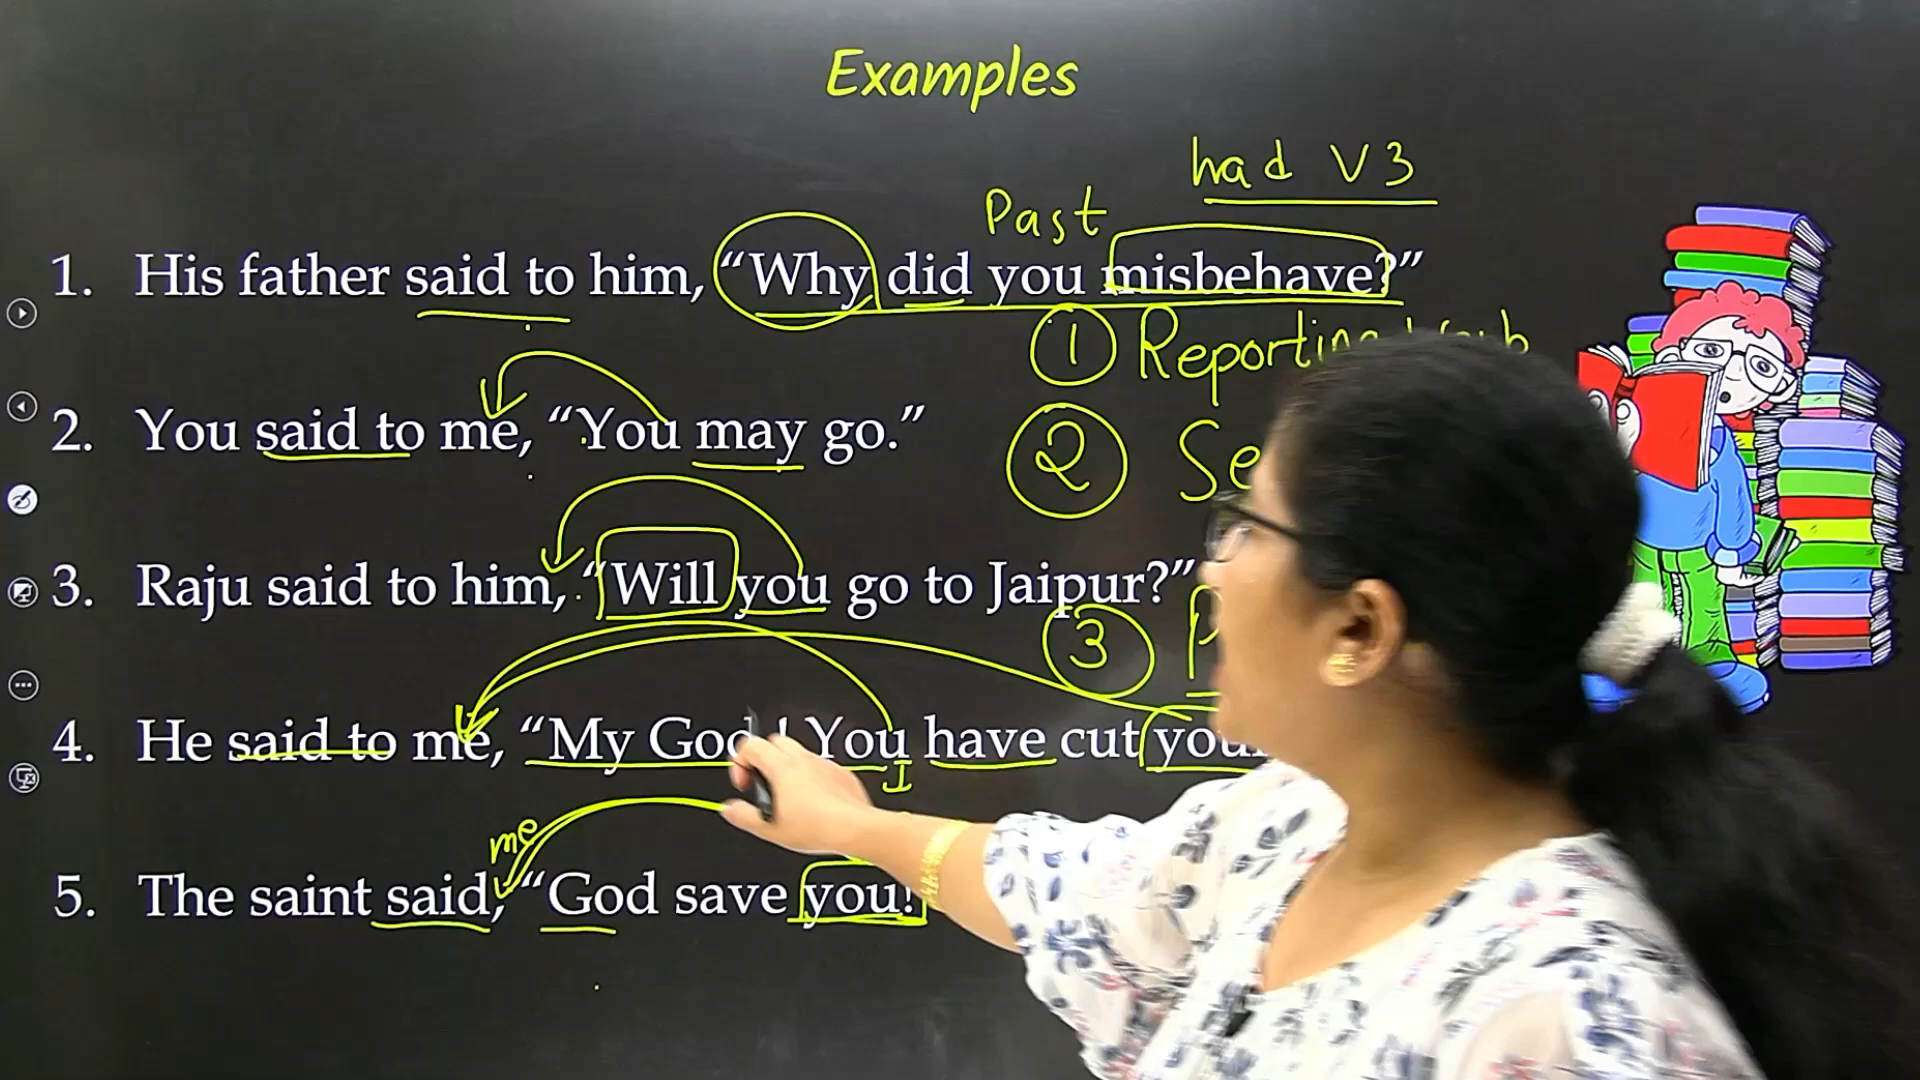 Examples
had V3
Past
1. His father said to him, “Why did you misbehave?”
1 Reporting
2. You said to me, “You may go.”
2 Se
3. Raju said to him, “Will you go to Jaipur?”
3
4. He said to me, “My God! You have cut
I
me
5. The saint said, “God save you!